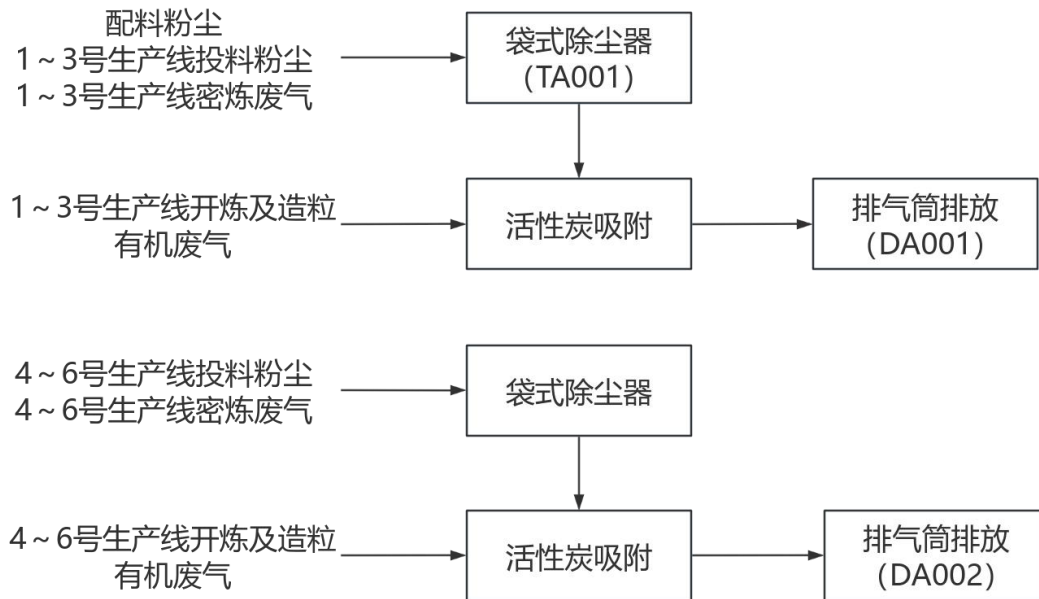 配料粉尘
1～3号生产线投料粉尘
1～3号生产线密炼废气
袋式除尘器
（TA001）
1～3号生产线开炼及造粒
有机废气
活性炭吸附
排气筒排放
（DA001）
4～6号生产线投料粉尘
4～6号生产线密炼废气
袋式除尘器
4～6号生产线开炼及造粒
有机废气
活性炭吸附
排气筒排放
（DA002）